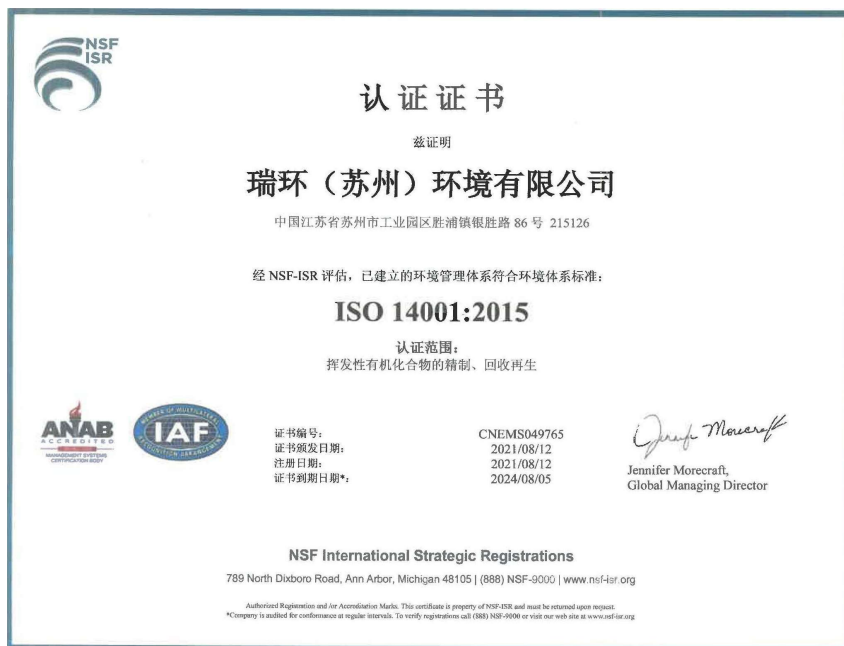 NSF
ISR
认证证书
兹证明
瑞环（苏州）环境有限公司
中国江苏省苏州市工业园区胜浦镇银胜路 86 号 215126
经 NSF-ISR 评估，已建立的环境管理体系符合环境体系标准：
ISO 14001:2015
认证范围：
挥发性有机化合物的精制、回收再生
ANAB
ACCREDITED
MANAGEMENT SYSTEMS
CERTIFICATION BODY
MEMBER OF MULTILATERAL
IAF
RECOGNITION ARRANGEMENT
证书编号： CNEMS049765
证书颁发日期： 2021/08/12
注册日期： 2021/08/12
证书到期日期*： 2024/08/05
Jennifer Morecraft
Jennifer Morecraft,
Global Managing Director
NSF International Strategic Registrations
789 North Dixboro Road, Ann Arbor, Michigan 48105 | (888) NSF-9000 | www.nsf-isr.org
Authorized Registration and /or Accreditation Marks. This certificate is property of NSF-ISR and must be returned upon request.
*Company is audited for conformance at regular intervals. To verify registrations call (888) NSF-9000 or visit our web site at www.nsf-isr.org